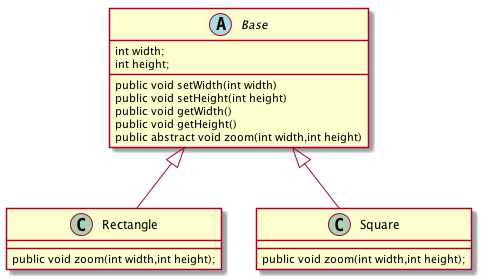 A Base
int width;
int height;
public void setWidth(int width)
public void setHeight(int height)
public void getWidth()
public void getHeight()
public abstract void zoom(int width,int height)
C Rectangle
public void zoom(int width,int height);
C Square
public void zoom(int width,int height);